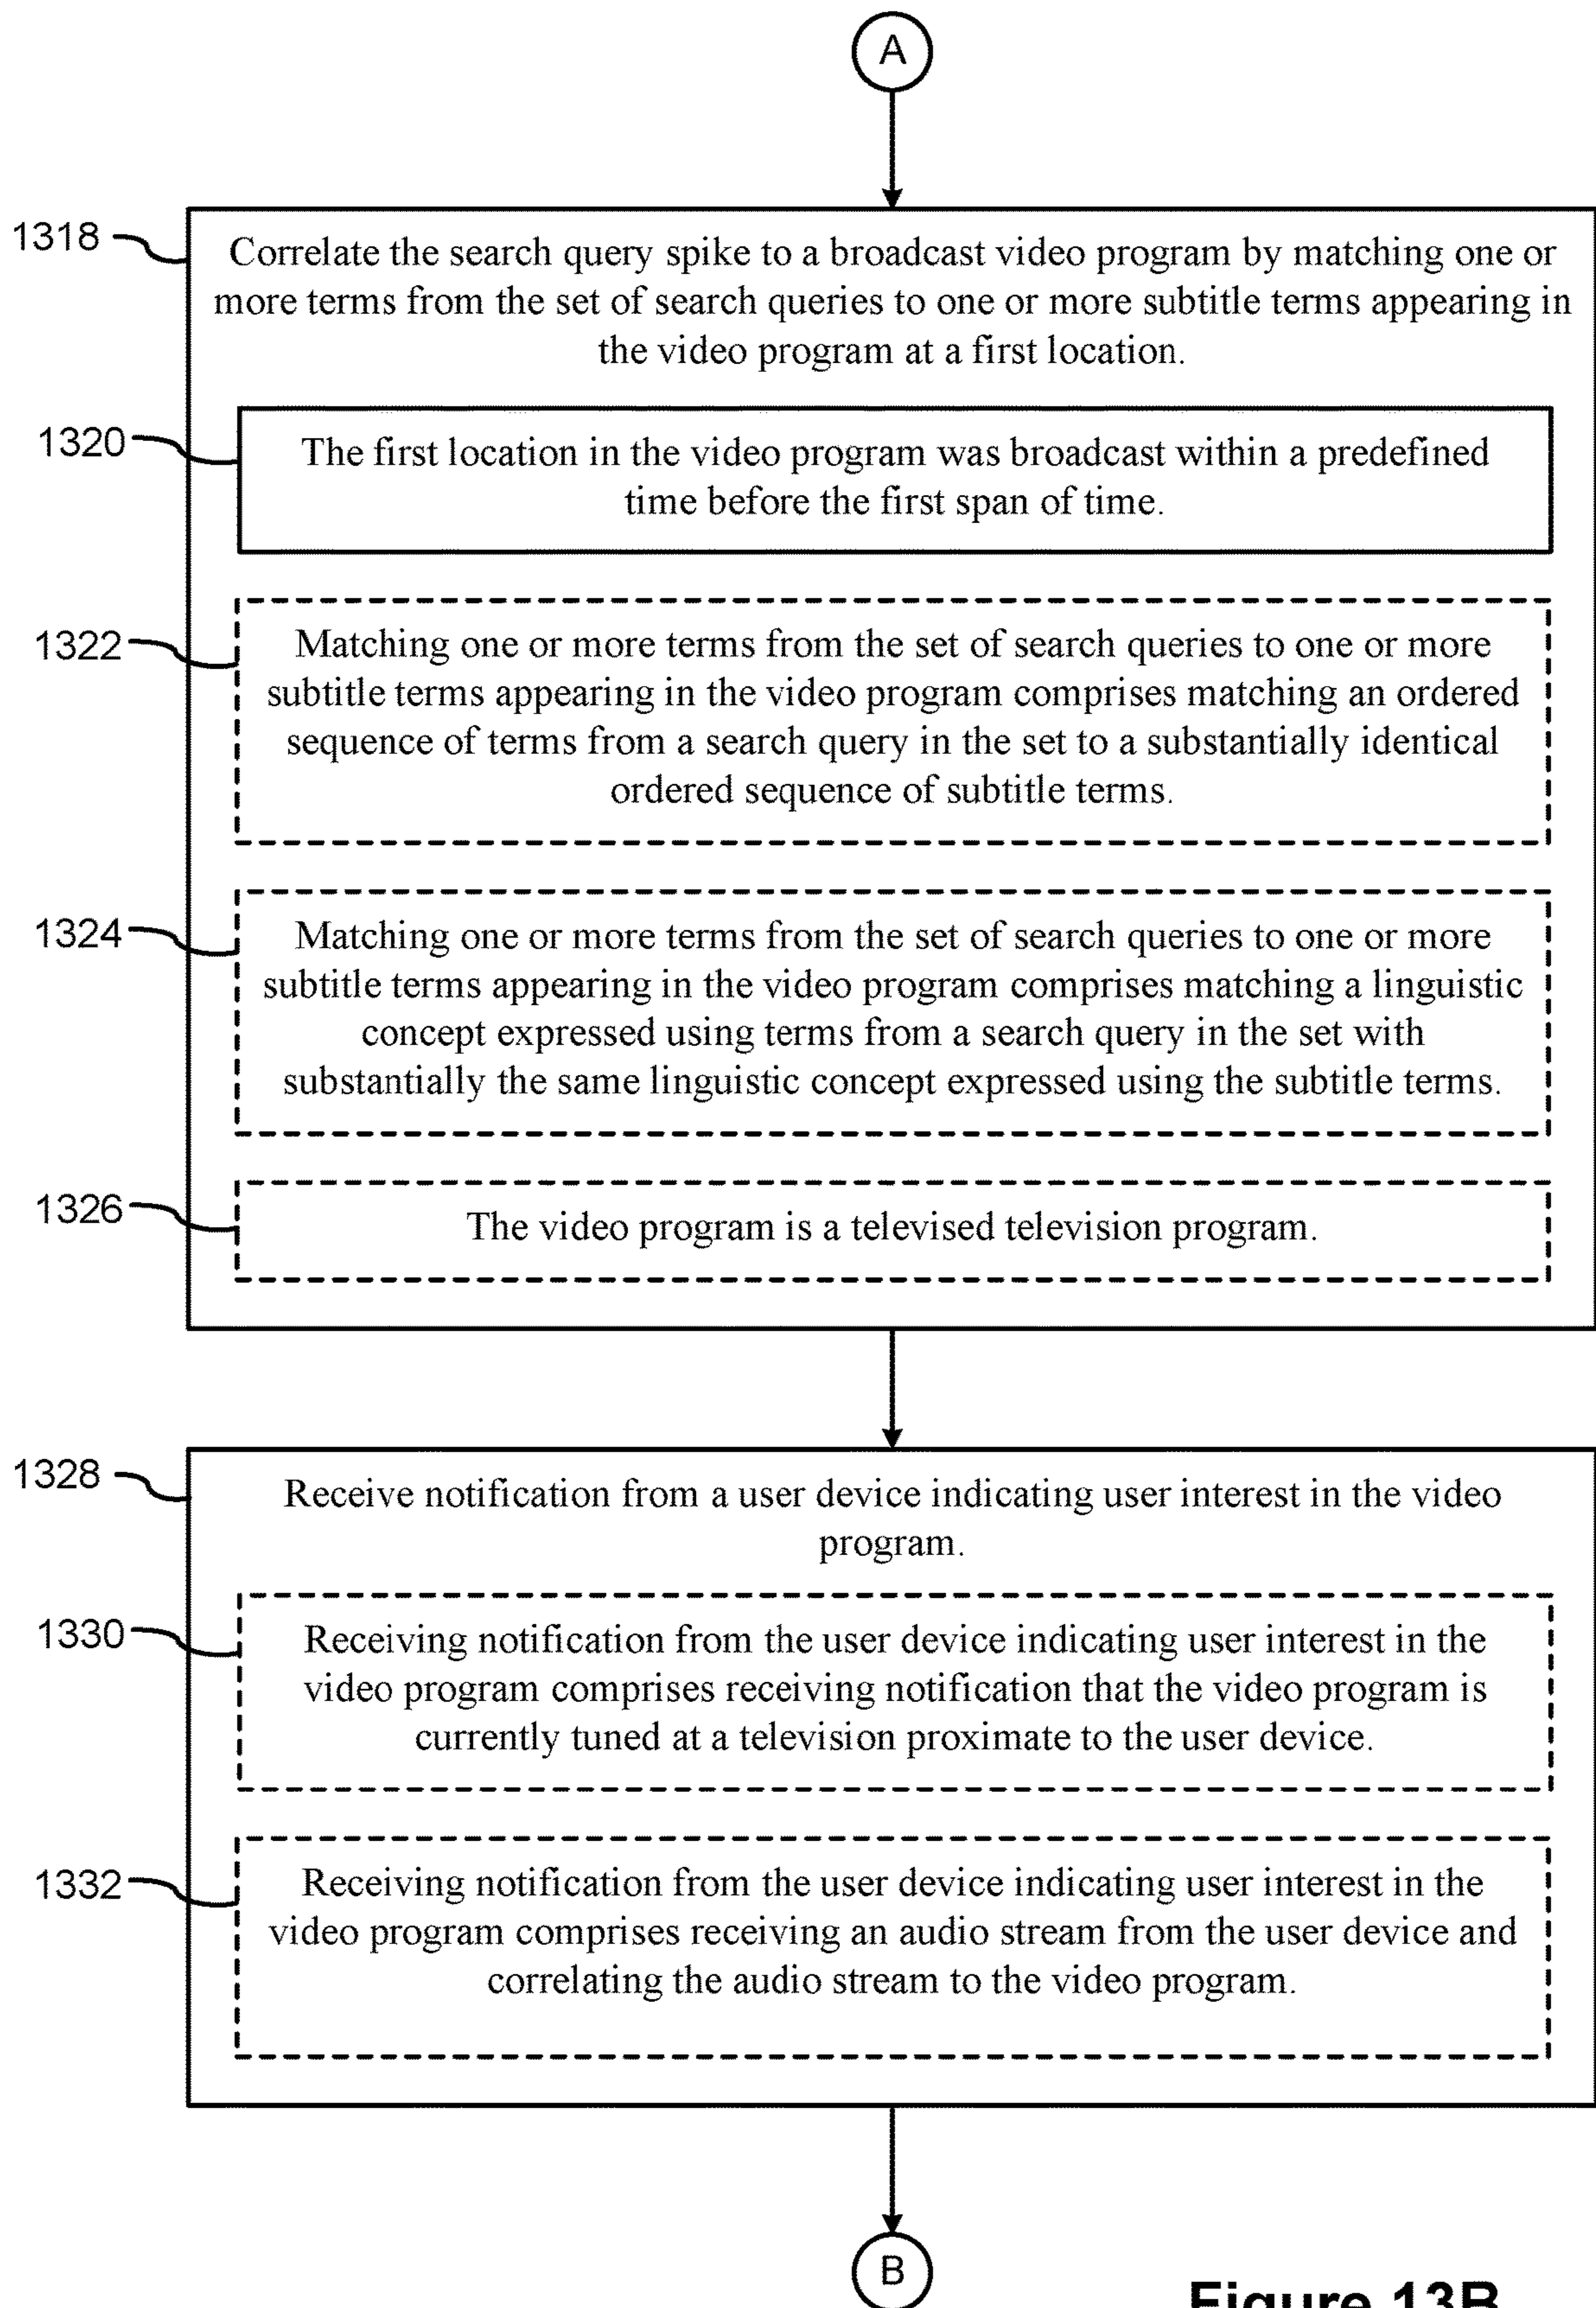 A
1318
Correlate the search query spike to a broadcast video program by matching one or
more terms from the set of search queries to one or more subtitle terms appearing in
the video program at a first location.
1320
The first location in the video program was broadcast within a predefined
time before the first span of time.
1322
Matching one or more terms from the set of search queries to one or more
subtitle terms appearing in the video program comprises matching an ordered
sequence of terms from a search query in the set to a substantially identical
ordered sequence of subtitle terms.
1324
Matching one or more terms from the set of search queries to one or more
subtitle terms appearing in the video program comprises matching a linguistic
concept expressed using terms from a search query in the set with
substantially the same linguistic concept expressed using the subtitle terms.
1326
The video program is a televised television program.
1328
Receive notification from a user device indicating user interest in the video
program.
1330
Receiving notification from the user device indicating user interest in the
video program comprises receiving notification that the video program is
currently tuned at a television proximate to the user device.
1332
Receiving notification from the user device indicating user interest in the
video program comprises receiving an audio stream from the user device and
correlating the audio stream to the video program.
B
Figure 13B